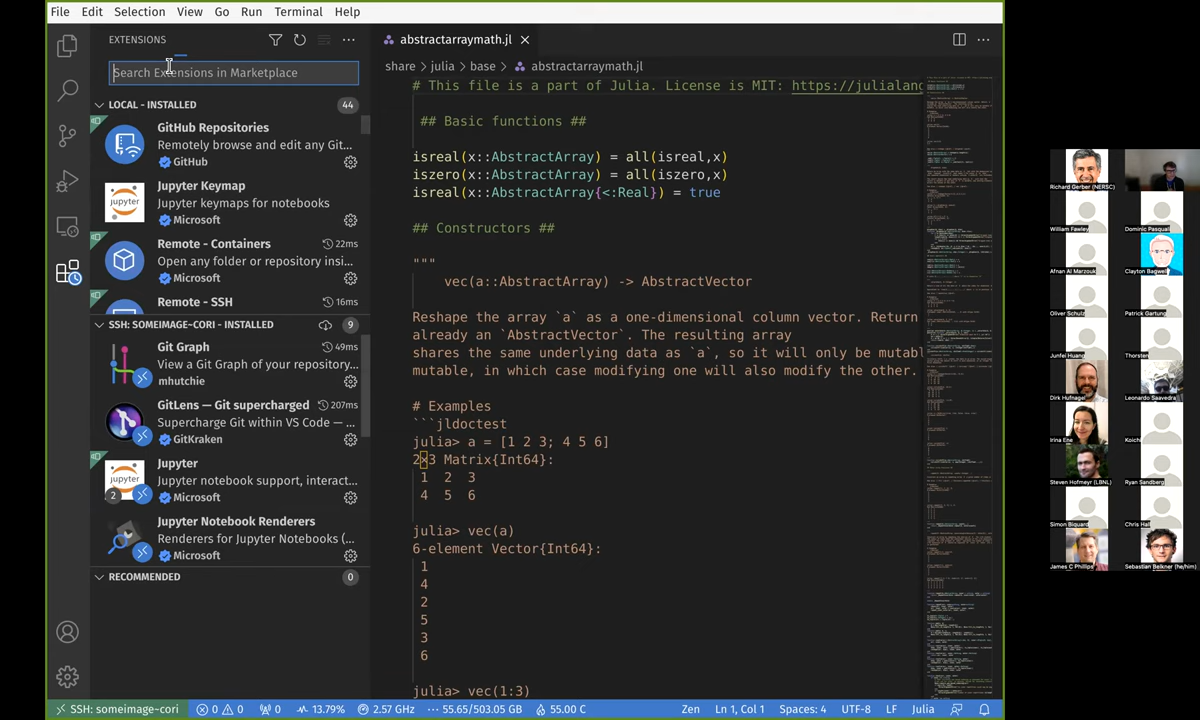 File Edit Selection View Go Run Terminal Help
EXTENSIONS
Search Extensions in Marketplace
LOCAL - INSTALLED 44
GitHub Repositories
Remotely browse and edit any Git...
GitHub
Jupyter Keymap
Jupyter keymaps for notebooks
Microsoft
Remote - Containers 22ms
Open any folder or repository insi...
Microsoft
Remote - SSH 16ms
SSH: SOMEIMAGE-CORI - INSTALLED 9
Git Graph 49ms
View a Git Graph of your repository...
mhutchie
GitLens — Git supercharged 207ms
Supercharge Git within VS Code — ...
GitKraken
Jupyter
Jupyter notebook support, interact...
2 Microsoft
Jupyter Notebook Renderers
Renderers for Jupyter Notebooks (...
Microsoft
RECOMMENDED 0
abstractarraymath.jl
share > julia > base > abstractarraymath.jl
# This file is a part of Julia. License is MIT: https://julialang
## Basic functions ##
isreal(x::AbstractArray) = all(isreal,x)
iszero(x::AbstractArray) = all(iszero,x)
isreal(x::AbstractArray{<:Real}) = true
## Constructors ##
"""
vec(a::AbstractArray) -> AbstractVector
Reshape the array `a` as a one-dimensional column vector. Return
already an `AbstractVector`. The resulting array
shares the same underlying data as `a`, so it will only be mutabl
mutable, in which case modifying one will also modify the other.
# Examples
```jldoctest
julia> a = [1 2 3; 4 5 6]
2×3 Matrix{Int64}:
1 2 3
4 5 6
julia> vec(a)
6-element Vector{Int64}:
1
4
2
5
3
6
julia> vec(1:3)
SSH: someimage-cori 0 0 0 13.79% 2.57 GHz 55.65/503.05 GB 55.00 C Zen Ln 1, Col 1 Spaces: 4 UTF-8 LF Julia
Richard Gerber (NERSC)
William Fawley Dominic Pasquali
Afnan Al Marzouk Clayton Bagwell
Oliver Schulz Patrick Gartung
Junfei Huang Thorsten
Dirk Hufnagel Leonardo Saavedra
Irina Ene Koichi
Steven Hofmeyr (LBNL) Ryan Sandberg
Simon Biquard Chris Hall
James C Phillips Sebastian Belkner (he/him)